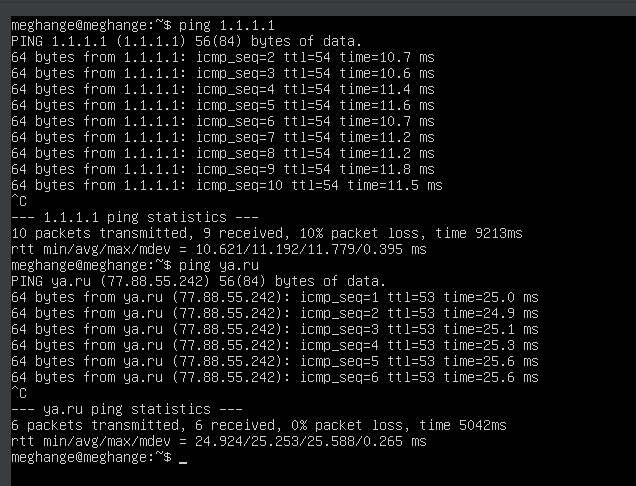 meghange@meghange:~$ ping 1.1.1.1
PING 1.1.1.1 (1.1.1.1) 56(84) bytes of data.
64 bytes from 1.1.1.1: icmp_seq=2 ttl=54 time=10.7 ms
64 bytes from 1.1.1.1: icmp_seq=3 ttl=54 time=10.6 ms
64 bytes from 1.1.1.1: icmp_seq=4 ttl=54 time=11.4 ms
64 bytes from 1.1.1.1: icmp_seq=5 ttl=54 time=11.6 ms
64 bytes from 1.1.1.1: icmp_seq=6 ttl=54 time=10.7 ms
64 bytes from 1.1.1.1: icmp_seq=7 ttl=54 time=11.2 ms
64 bytes from 1.1.1.1: icmp_seq=8 ttl=54 time=11.2 ms
64 bytes from 1.1.1.1: icmp_seq=9 ttl=54 time=11.8 ms
64 bytes from 1.1.1.1: icmp_seq=10 ttl=54 time=11.5 ms
^C
--- 1.1.1.1 ping statistics ---
10 packets transmitted, 9 received, 10% packet loss, time 9213ms
rtt min/avg/max/mdev = 10.621/11.192/11.779/0.395 ms
meghange@meghange:~$ ping ya.ru
PING ya.ru (77.88.55.242) 56(84) bytes of data.
64 bytes from ya.ru (77.88.55.242): icmp_seq=1 ttl=53 time=25.0 ms
64 bytes from ya.ru (77.88.55.242): icmp_seq=2 ttl=53 time=24.9 ms
64 bytes from ya.ru (77.88.55.242): icmp_seq=3 ttl=53 time=25.1 ms
64 bytes from ya.ru (77.88.55.242): icmp_seq=4 ttl=53 time=25.3 ms
64 bytes from ya.ru (77.88.55.242): icmp_seq=5 ttl=53 time=25.6 ms
64 bytes from ya.ru (77.88.55.242): icmp_seq=6 ttl=53 time=25.6 ms
^C
--- ya.ru ping statistics ---
6 packets transmitted, 6 received, 0% packet loss, time 5042ms
rtt min/avg/max/mdev = 24.924/25.253/25.588/0.265 ms
meghange@meghange:~$ _